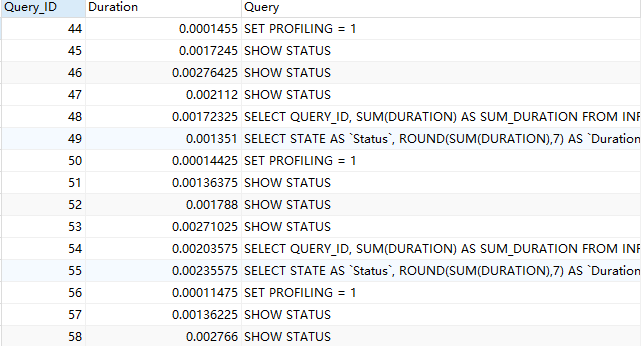 Query_ID Duration Query
44 0.0001455 SET PROFILING = 1
45 0.0017245 SHOW STATUS
46 0.00276425 SHOW STATUS
47 0.002112 SHOW STATUS
48 0.00172325 SELECT QUERY_ID, SUM(DURATION) AS SUM_DURATION FROM INF
49 0.001351 SELECT STATE AS `Status`, ROUND(SUM(DURATION),7) AS `Duration
50 0.00014425 SET PROFILING = 1
51 0.00136375 SHOW STATUS
52 0.001788 SHOW STATUS
53 0.00271025 SHOW STATUS
54 0.00203575 SELECT QUERY_ID, SUM(DURATION) AS SUM_DURATION FROM INF
55 0.00235575 SELECT STATE AS `Status`, ROUND(SUM(DURATION),7) AS `Duration
56 0.00011475 SET PROFILING = 1
57 0.00136225 SHOW STATUS
58 0.002766 SHOW STATUS